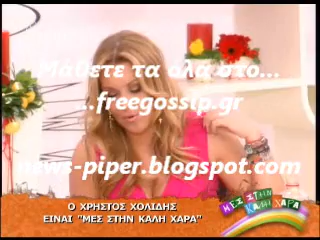 Μάθετε τα όλα στο...
...freegossip.gr
news-piper.blogspot.com
Ο ΧΡΗΣΤΟΣ ΧΟΛΙΔΗΣ
ΕΙΝΑΙ "ΜΕΣ ΣΤΗΝ ΚΑΛΗ ΧΑΡΑ"
ΜΕΣ ΣΤΗΝ
ΚΑΛΗ ΧΑΡΑ